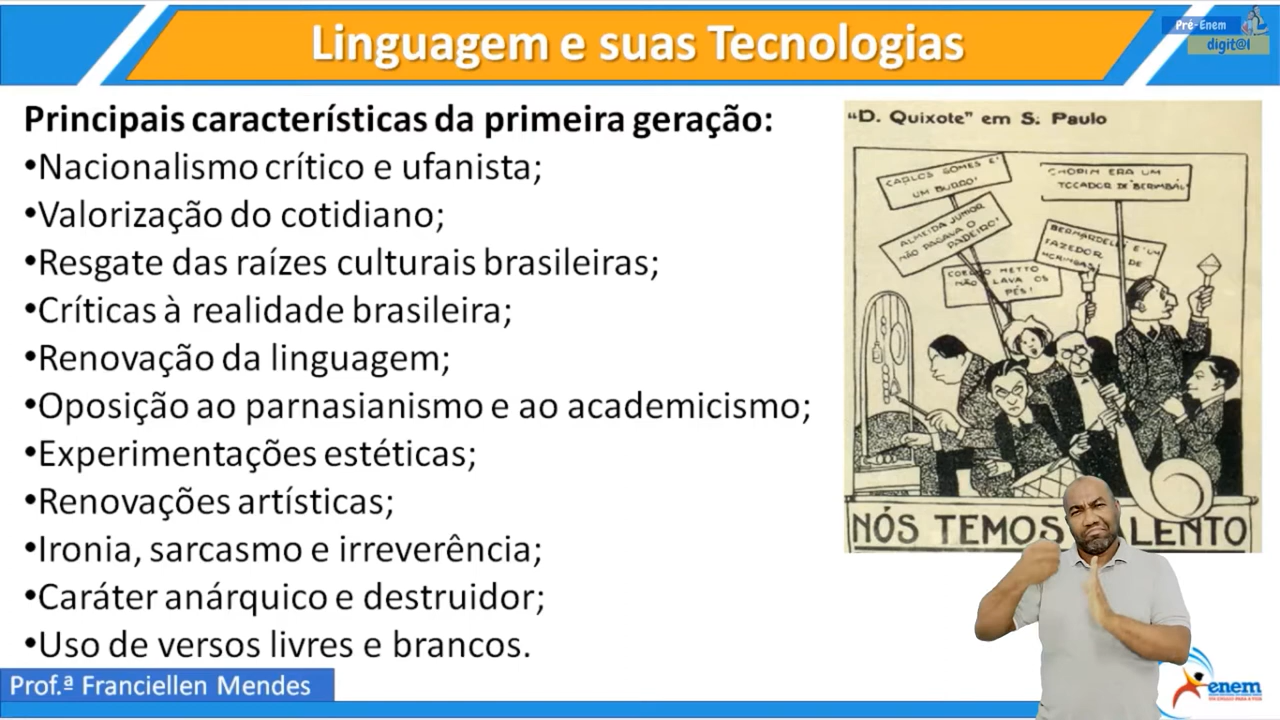 Pré-Enem
digit@l
Linguagem e suas Tecnologias
Principais características da primeira geração:
•Nacionalismo crítico e ufanista;
•Valorização do cotidiano;
•Resgate das raízes culturais brasileiras;
•Críticas à realidade brasileira;
•Renovação da linguagem;
•Oposição ao parnasianismo e ao academicismo;
•Experimentações estéticas;
•Renovações artísticas;
•Ironia, sarcasmo e irreverência;
•Caráter anárquico e destruidor;
•Uso de versos livres e brancos.
"D. Quixote" em S. Paulo
CARLOS GOMES E'
UM BURRO!
CHOPIN ERA UM
TOCADOR DE BERIMBÁU
ALMEIDA JUNIOR
NÃO PAGAVA O
PADEIRO!
BERNARDELLI E' UM
FAZEDOR DE
MORINGAS!
COELHO NETTO
NÃO LAVA OS
PÉS!
NÓS TEMOS ALENTO
Prof.ª Franciellen Mendes
enem